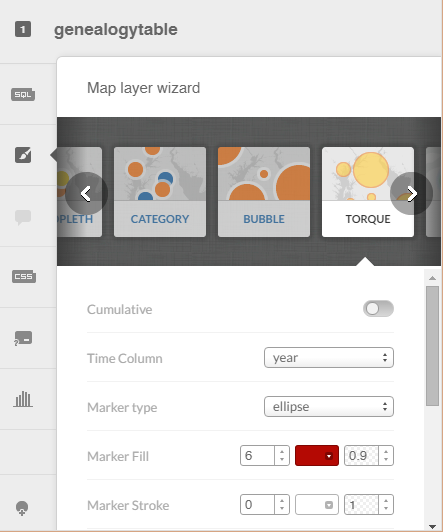 1 genealogytable
SQL
Map layer wizard
PLETH CATEGORY BUBBLE TORQUE
Cumulative
CSS
Time Column year
Marker type ellipse
Marker Fill 6 0.9
Marker Stroke 0 1